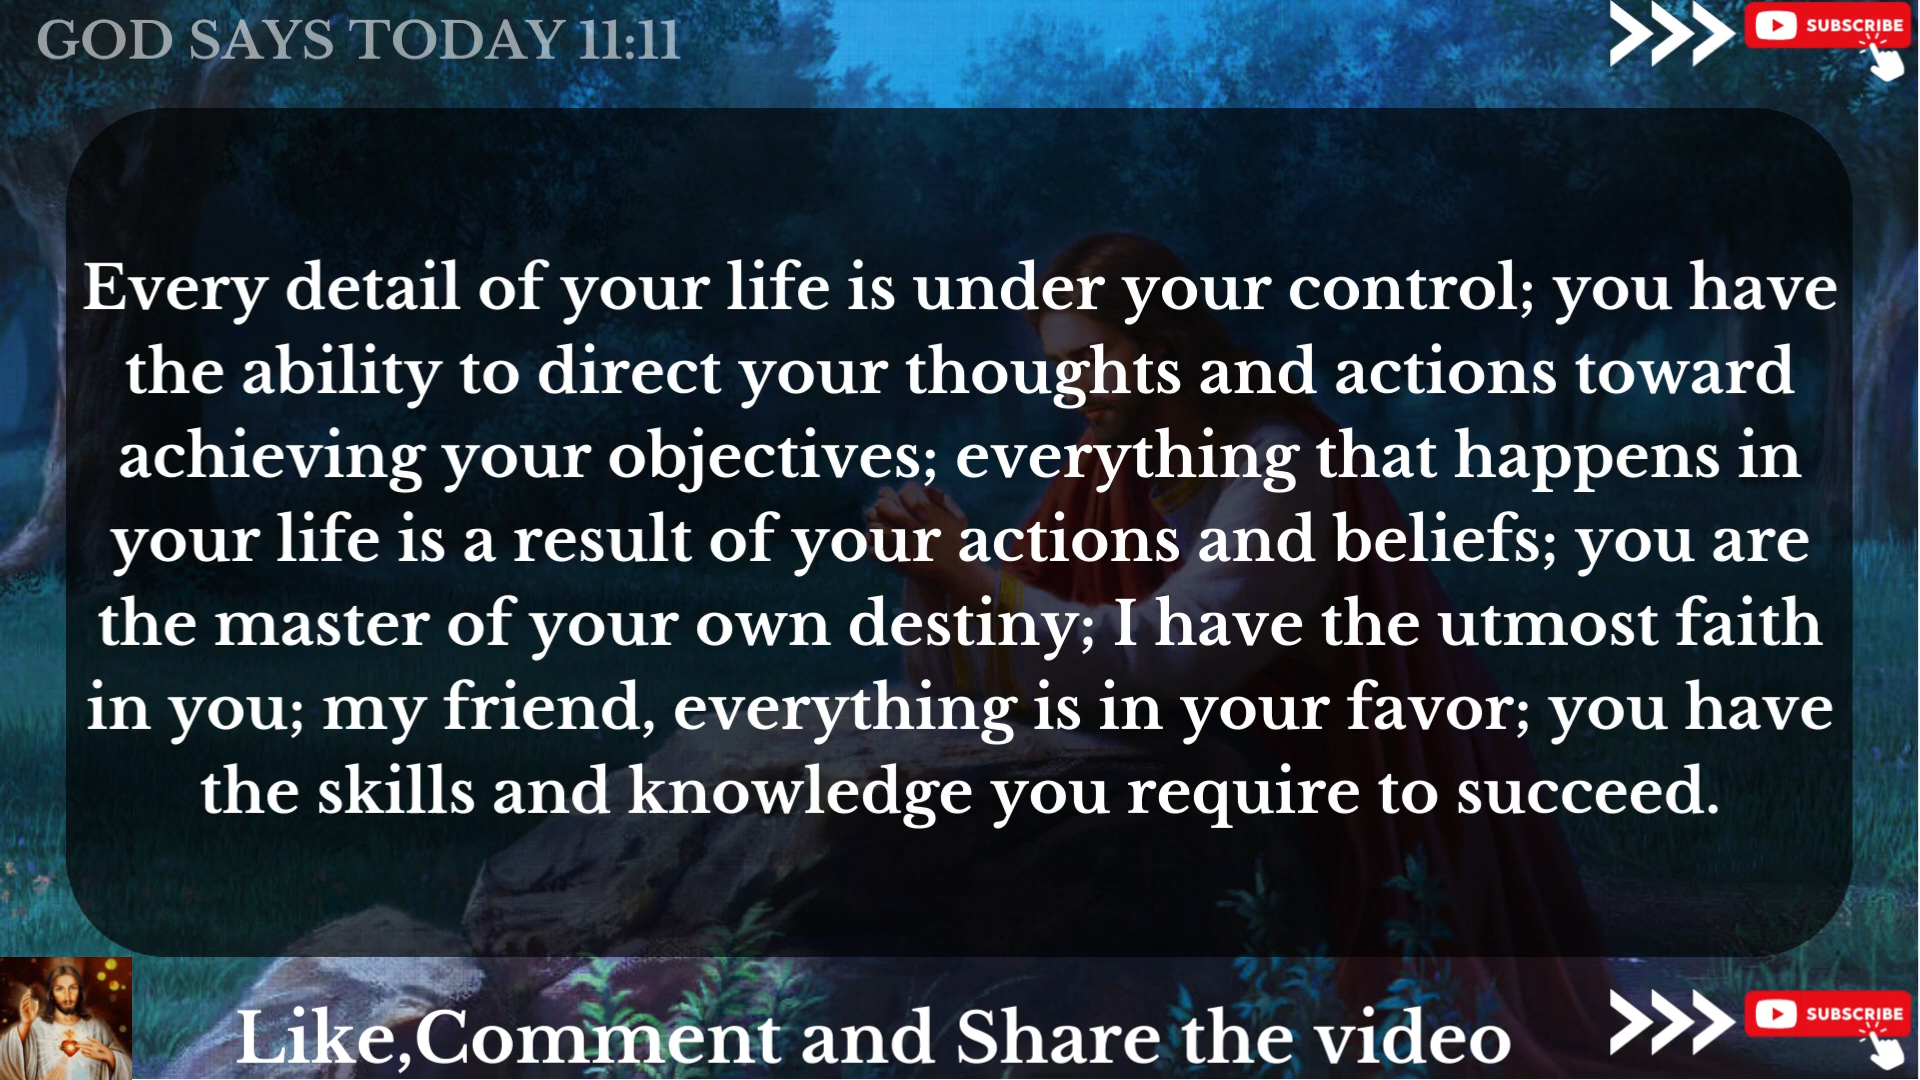 GOD SAYS TODAY 11:11
SUBSCRIBE
Every detail of your life is under your control; you have
the ability to direct your thoughts and actions toward
achieving your objectives; everything that happens in
your life is a result of your actions and beliefs; you are
the master of your own destiny; I have the utmost faith
in you; my friend, everything is in your favor; you have
the skills and knowledge you require to succeed.
Like,Comment and Share the video
SUBSCRIBE